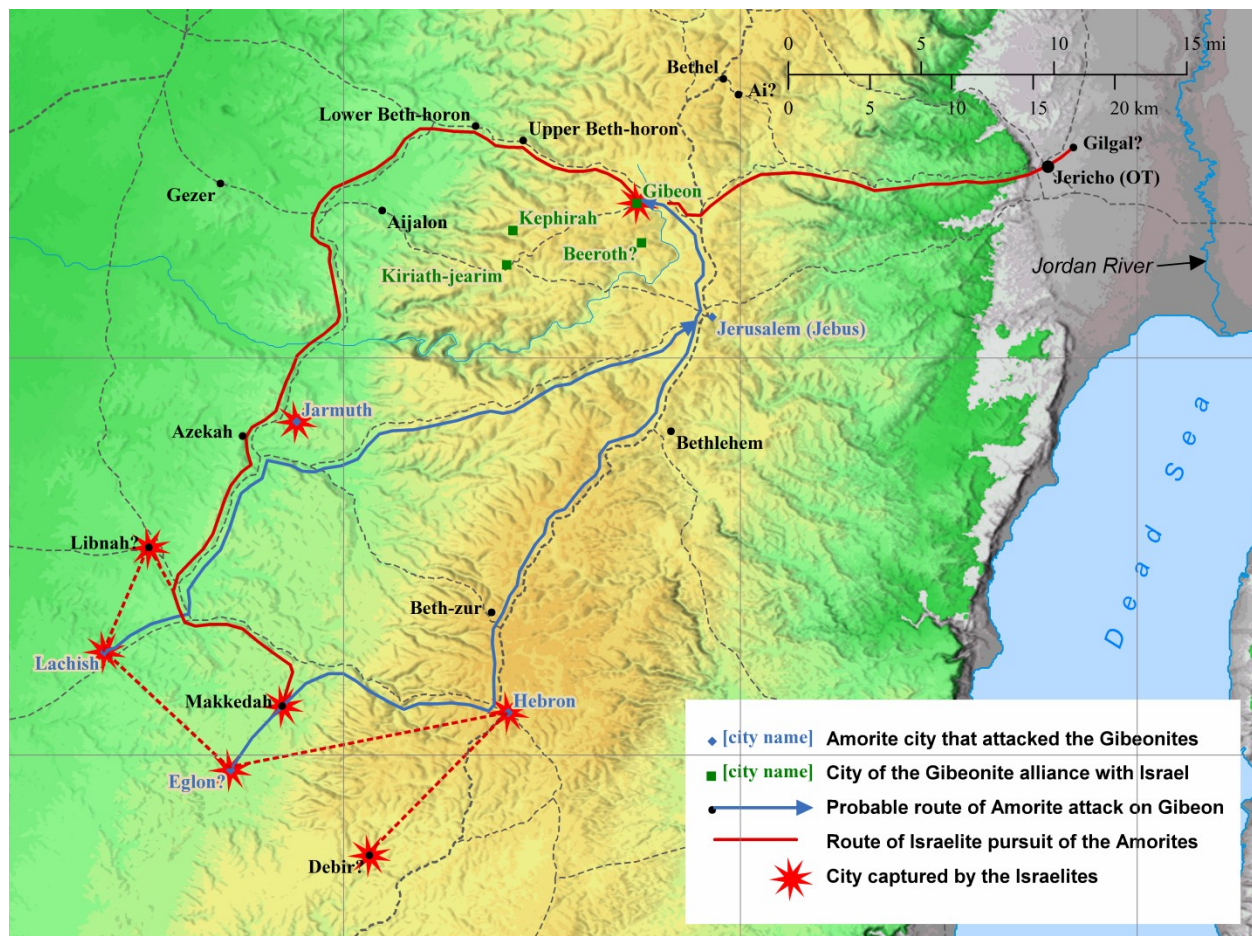 0 5 10 15 mi
0 5 10 15 20 km
Bethel
Ai?
Lower Beth-horon
Upper Beth-horon
Gilgal?
Jericho (OT)
Gezer
Gibeon
Aijalon
Kephirah
Beeroth?
Kiriath-jearim
Jordan River
Jerusalem (Jebus)
Jarmuth
Azekah
Bethlehem
Dead Sea
Libnah?
Beth-zur
Lachish
Makkedah
Hebron
Eglon?
Debir?
[city name] Amorite city that attacked the Gibeonites
[city name] City of the Gibeonite alliance with Israel
Probable route of Amorite attack on Gibeon
Route of Israelite pursuit of the Amorites
City captured by the Israelites